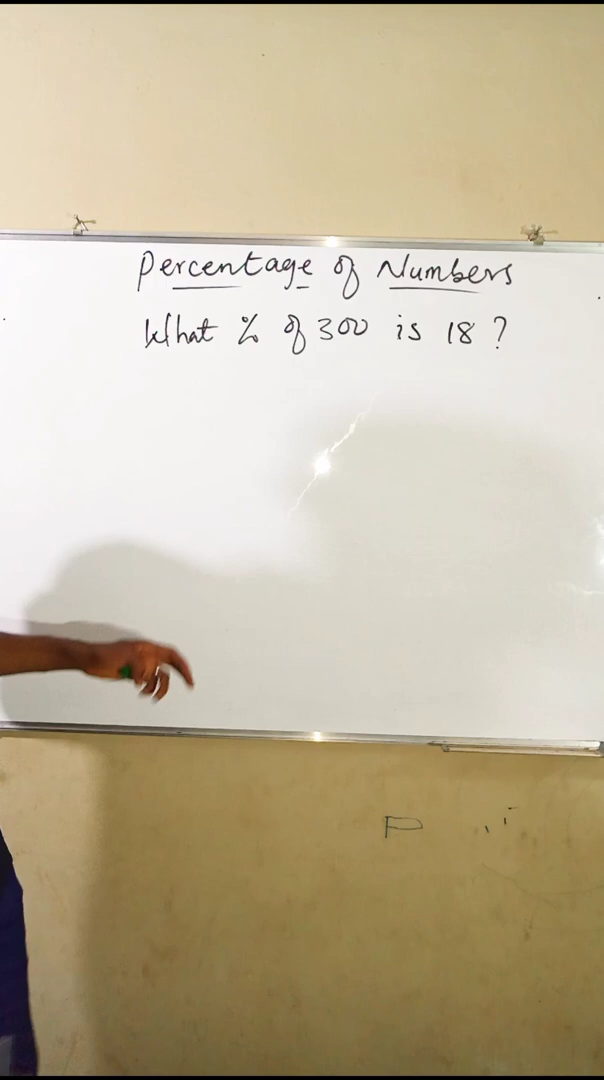 Percentage of Numbers
What % of 300 is 18 ?
P